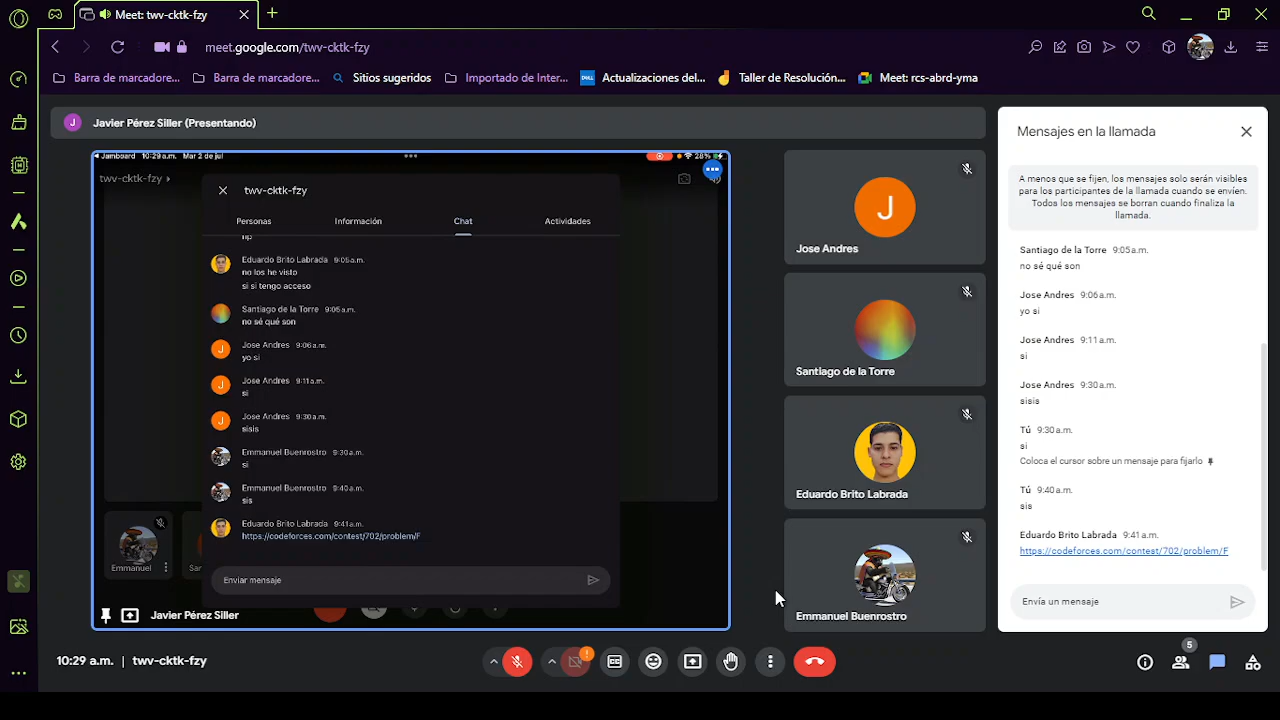 Meet: twv-cktk-fzy
meet.google.com/twv-cktk-fzy
Barra de marcadore...
Barra de marcadore...
Sitios sugeridos
Importado de Inter...
DELL
Actualizaciones del...
Taller de Resolución...
Meet: rcs-abrd-yma
Javier Pérez Siller (Presentando)
Jamboard 10:29 a.m. Mar 2 de jul
28%
twv-cktk-fzy
twv-cktk-fzy
Personas
Información
Chat
Actividades
Eduardo Brito Labrada 9:05 a.m.
no los he visto
si si tengo acceso
Santiago de la Torre 9:05 a.m.
no sé qué son
J
Jose Andres 9:06 a.m.
yo si
J
Jose Andres 9:11 a.m.
si
J
Jose Andres 9:30 a.m.
sisis
Emmanuel Buenrostro 9:30 a.m.
si
Emmanuel Buenrostro 9:40 a.m.
sis
Eduardo Brito Labrada 9:41 a.m.
https://codeforces.com/contest/702/problem/F
Enviar mensaje
Emmanuel
Javier Pérez Siller
J
Jose Andres
Santiago de la Torre
Eduardo Brito Labrada
Emmanuel Buenrostro
Mensajes en la llamada
A menos que se fijen, los mensajes solo serán visibles
para los participantes de la llamada cuando se envíen.
Todos los mensajes se borran cuando finaliza la
llamada.
Santiago de la Torre 9:05 a.m.
no sé qué son
Jose Andres 9:06 a.m.
yo si
Jose Andres 9:11 a.m.
si
Jose Andres 9:30 a.m.
sisis
Tú 9:30 a.m.
si
Coloca el cursor sobre un mensaje para fijarlo
Tú 9:40 a.m.
sis
Eduardo Brito Labrada 9:41 a.m.
https://codeforces.com/contest/702/problem/F
Envía un mensaje
10:29 a.m. | twv-cktk-fzy
5